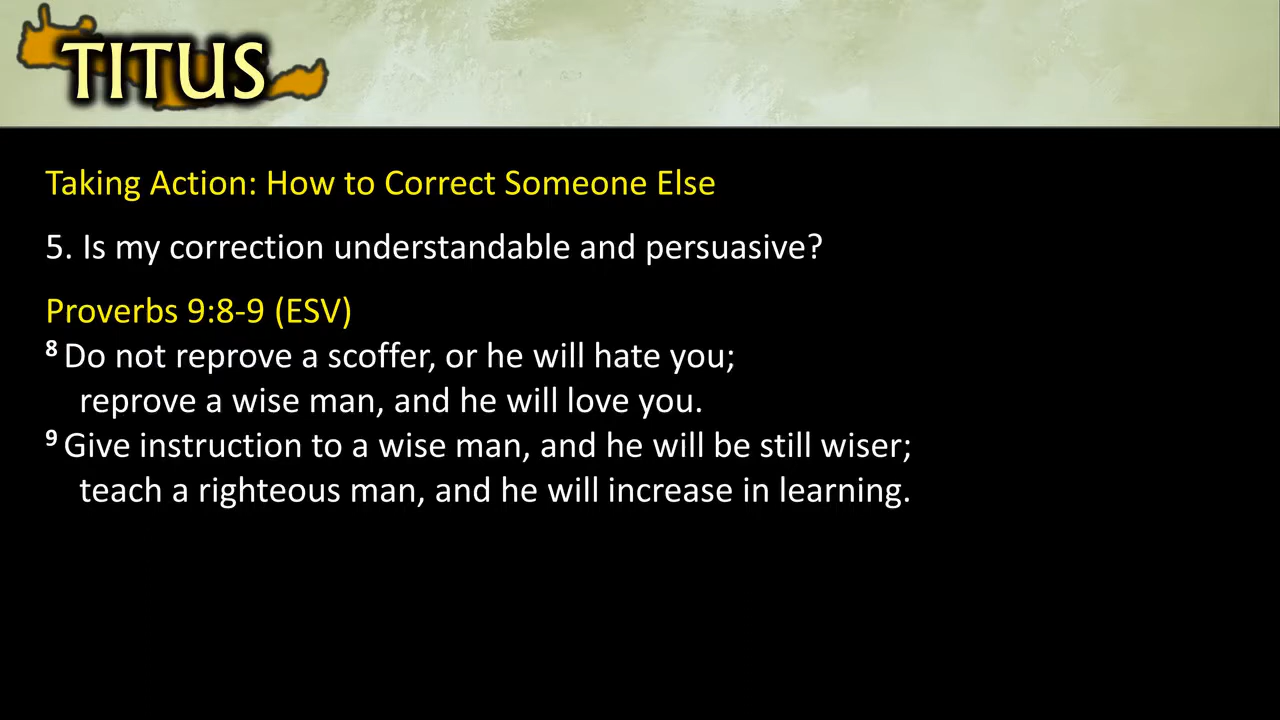 TITUS
Taking Action: How to Correct Someone Else
5. Is my correction understandable and persuasive?
Proverbs 9:8-9 (ESV)
8 Do not reprove a scoffer, or he will hate you;
reprove a wise man, and he will love you.
9 Give instruction to a wise man, and he will be still wiser;
teach a righteous man, and he will increase in learning.